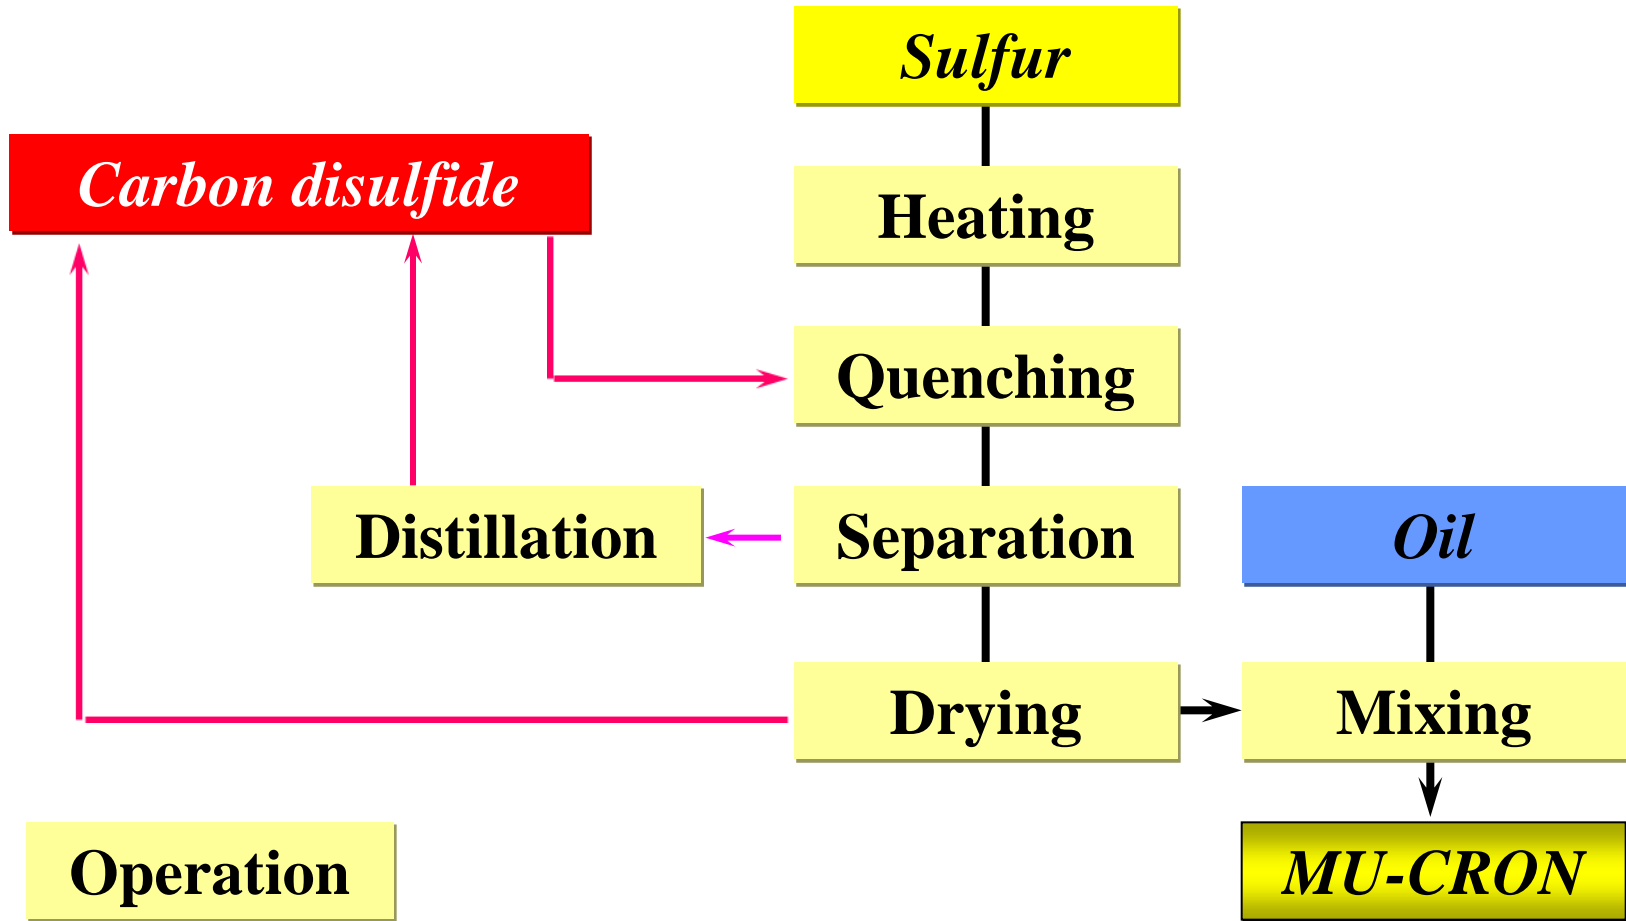 Sulfur
Carbon disulfide
Heating
Quenching
Distillation
Separation
Oil
Drying
Mixing
Operation
MU-CRON